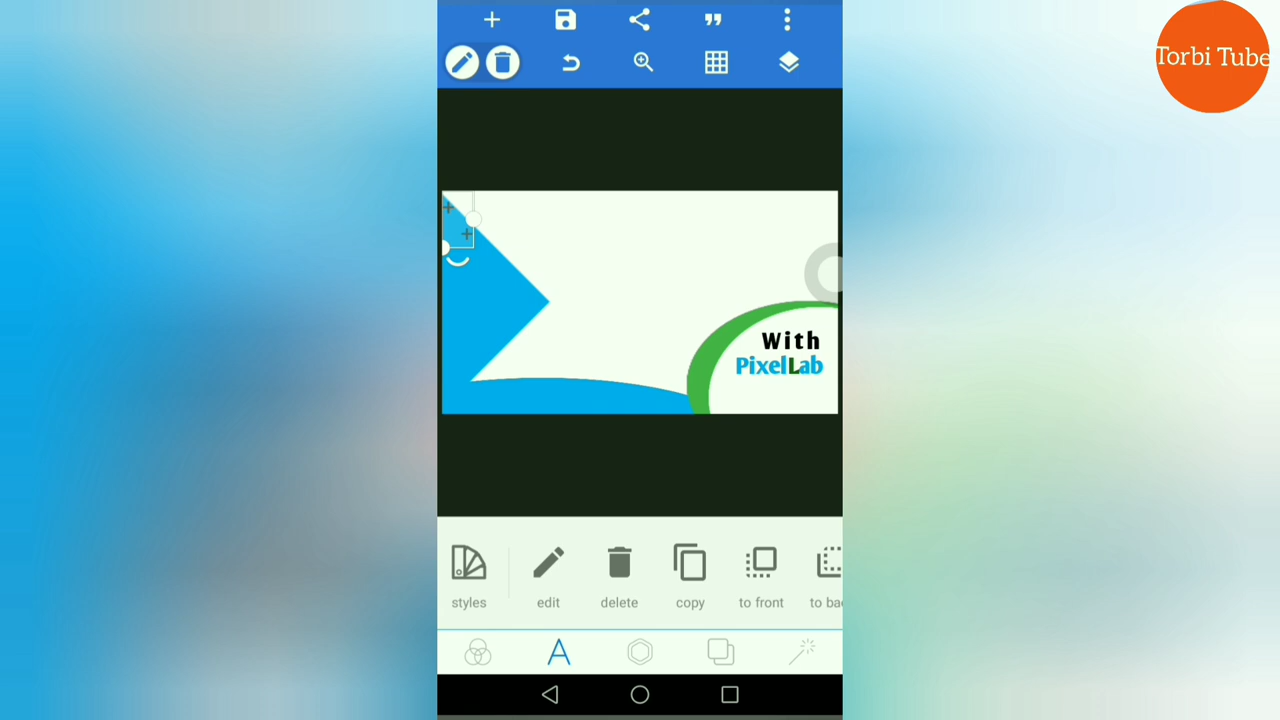 Torbi Tube
With
PixelLab
styles
edit
delete
copy
to front
to ba